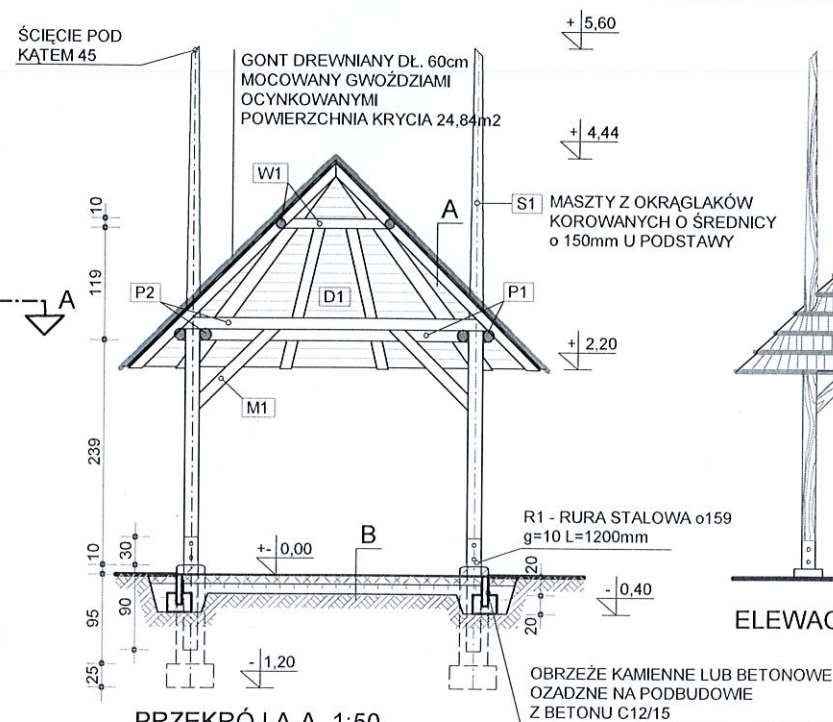 ŚCIĘCIE POD
KĄTEM 45
GONT DREWNIANY DŁ. 60cm
MOCOWANY GWOŹDZIAMI
OCYNKOWANYMI
POWIERZCHNIA KRYCIA 24,84m2
+ 5,60
+ 4,44
W1
A
S1
MASZTY Z OKRĄGLAKÓW
KOROWANYCH O ŚREDNICY
o 150mm U PODSTAWY
10
119
A
P2
D1
P1
+ 2,20
M1
239
R1 - RURA STALOWA o159
g=10 L=1200mm
B
+- 0,00
10
30
20
- 0,40
95
90
20
ELEWAC
25
- 1,20
OBRZEŻE KAMIENNE LUB BETONOWE
OZADZNE NA PODBUDOWIE
Z BETONU C12/15
PRZEKRÓJ A-A 1:50